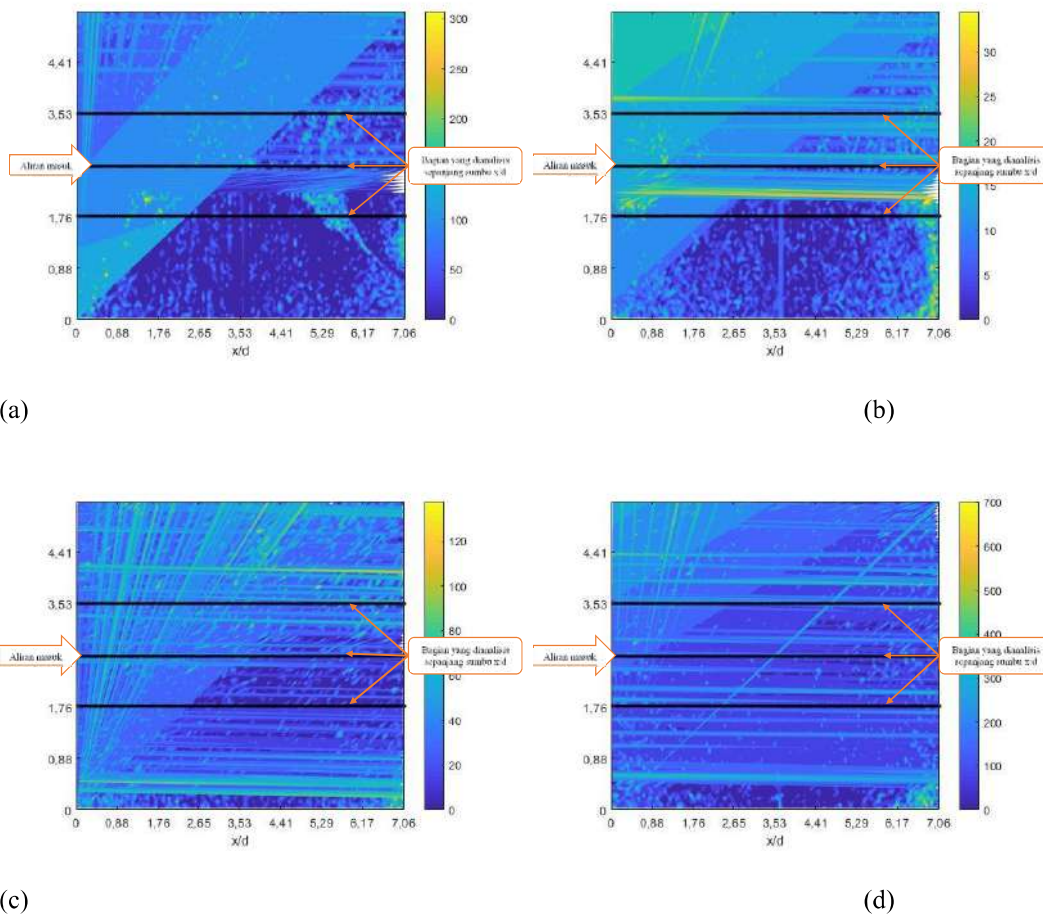 300
250
200
100
50
0
4,41
3,53
1,76
0,88
0
0 0,88 1,76 2,65 3,53 4,41 5,29 6,17 7,06
x/d
Aliran masuk
Bagian yang dianalisis
sepanjang sumbu x/d
(a)
30
25
20
15
10
5
0
4,41
3,53
1,76
0,88
0
0 0,88 1,76 2,65 3,53 4,41 5,29 6,17 7,06
x/d
Aliran masuk
Bagian yang dianalisis
sepanjang sumbu x/d
(b)
120
100
80
60
40
20
0
4,41
3,53
1,76
0,88
0
0 0,88 1,76 2,65 3,53 4,41 5,29 6,17 7,06
x/d
Aliran masuk
Bagian yang dianalisis
sepanjang sumbu x/d
(c)
700
600
500
400
300
200
100
0
4,41
3,53
1,76
0,88
0
0 0,88 1,76 2,65 3,53 4,41 5,29 6,17 7,06
x/d
Aliran masuk
Bagian yang dianalisis
sepanjang sumbu x/d
(d)